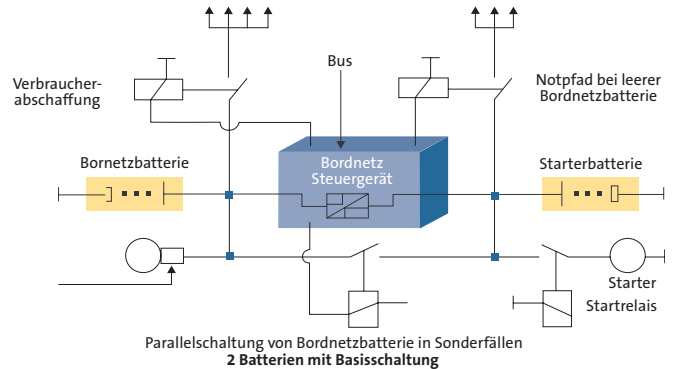 Bus
Verbraucher-
abschaffung
Notpfad bei leerer
Bordnetzbatterie
Bornetzbatterie
Bordnetz
Steuergerät
Starterbatterie
Starter
Startrelais
Parallelschaltung von Bordnetzbatterie in Sonderfällen
2 Batterien mit Basisschaltung